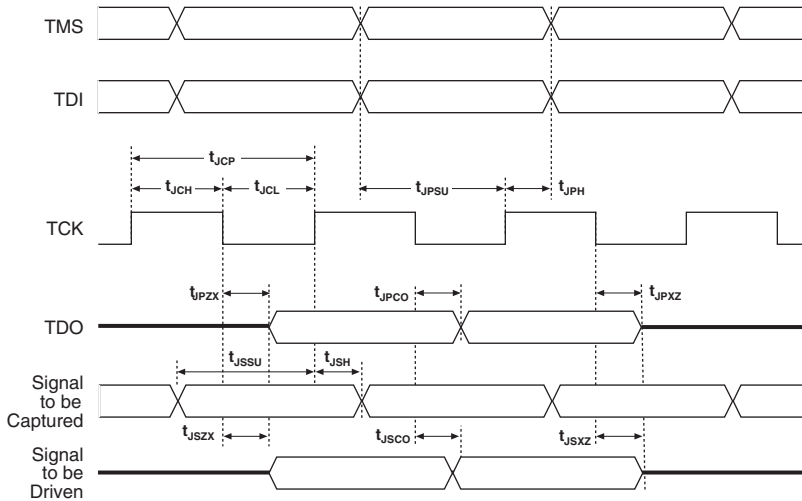 TMS
TDI
tJCP
tJCH
tJCL
tJPSU
tJPH
TCK
tJPZX
tJPCO
tJPXZ
TDO
tJSSU
tJSH
Signal
to be
Captured
tJSZX
tJSCO
tJSXZ
Signal
to be
Driven